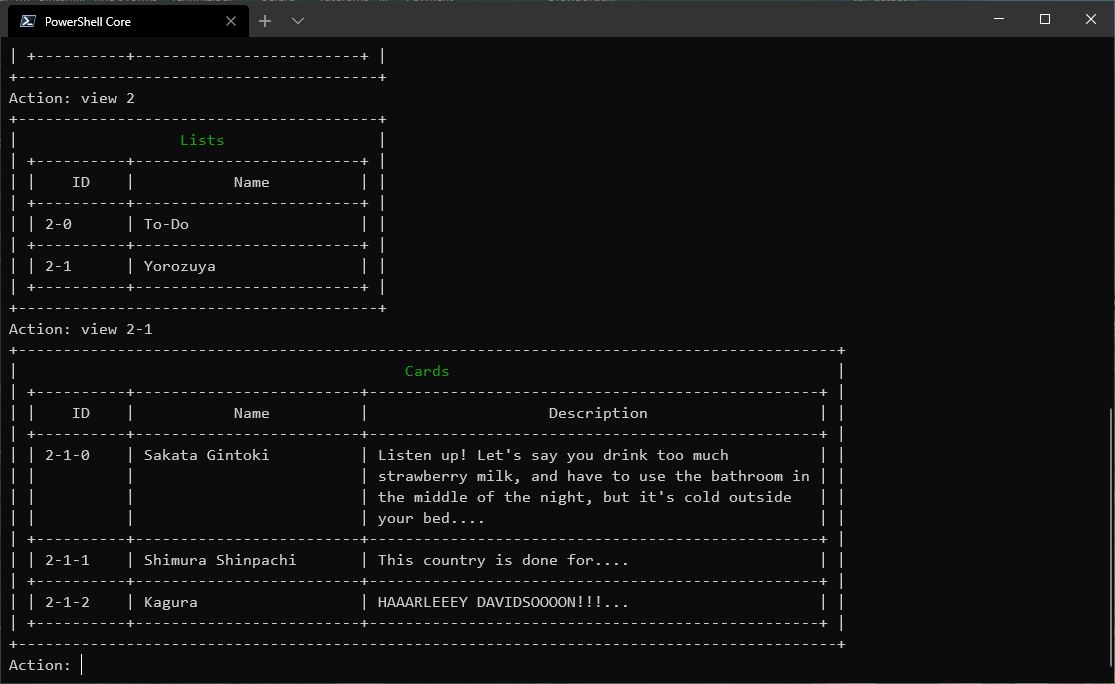 PowerShell Core
| +----------+-------------------------+ |
+----------------------------------------+
Action: view 2
+----------------------------------------+
|                  Lists                 |
| +----------+-------------------------+ |
| |    ID    |           Name          | |
| +----------+-------------------------+ |
| | 2-0      | To-Do                   | |
| +----------+-------------------------+ |
| | 2-1      | Yorozuya                | |
| +----------+-------------------------+ |
+----------------------------------------+
Action: view 2-1
+-------------------------------------------------------------------------------------------+
|                                           Cards                                           |
| +----------+-------------------------+--------------------------------------------------+ |
| |    ID    |           Name          |                    Description                   | |
| +----------+-------------------------+--------------------------------------------------+ |
| | 2-1-0    | Sakata Gintoki          | Listen up! Let's say you drink too much          | |
| |          |                         | strawberry milk, and have to use the bathroom in | |
| |          |                         | the middle of the night, but it's cold outside   | |
| |          |                         | your bed....                                     | |
| +----------+-------------------------+--------------------------------------------------+ |
| | 2-1-1    | Shimura Shinpachi       | This country is done for....                     | |
| +----------+-------------------------+--------------------------------------------------+ |
| | 2-1-2    | Kagura                  | HAAARLEEEY DAVIDSOOOON!!!...                     | |
| +----------+-------------------------+--------------------------------------------------+ |
+-------------------------------------------------------------------------------------------+
Action: